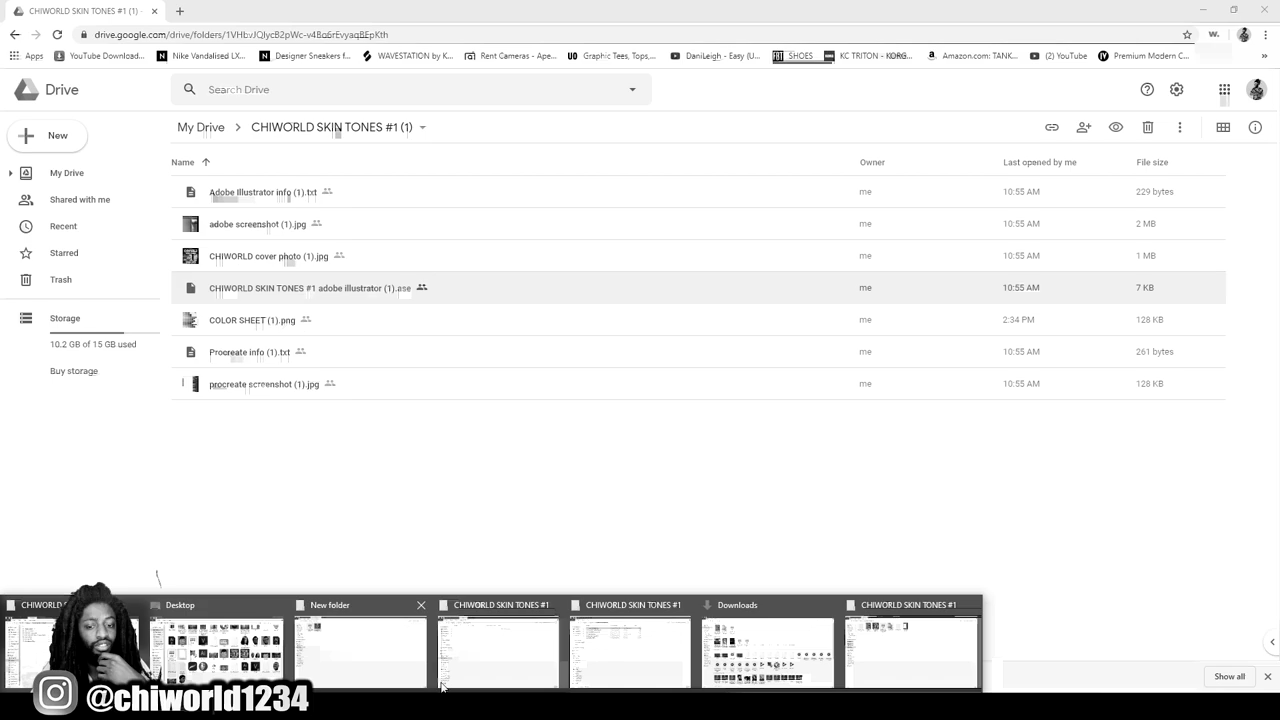 CHIWORLD SKIN TONES #1 (1) -
drive.google.com/drive/folders/
Apps
YouTube Download...
Nike Vandalised LX...
Designer Sneakers f...
WAVESTATION by K...
Rent Cameras - Ape...
UO Graphic Tees, Tops,...
DaniLeigh - Easy (U...
SHOES
KC TRITON - KORG...
Amazon.com: TANK...
(2) YouTube
Premium Modern C...
»
W.
Drive
Search Drive
New
My Drive > CHIWORLD SKIN TONES #1 (1)
My Drive
Shared with me
Recent
Starred
Trash
Storage
10.2 GB of 15 GB used
Buy storage
Name Owner Last opened by me File size
Adobe Illustrator info (1).txt me 10:55 AM 229 bytes
adobe screenshot (1).jpg me 10:55 AM 2 MB
CHIWORLD cover photo (1).jpg me 10:55 AM 1 MB
CHIWORLD SKIN TONES #1 adobe illustrator (1).ase me 10:55 AM 7 KB
COLOR SHEET (1).png me 2:34 PM 128 KB
Procreate info (1).txt me 10:55 AM 261 bytes
procreate screenshot (1).jpg me 10:55 AM 128 KB
Desktop
New folder
CHIWORLD SKIN TONES #1
CHIWORLD SKIN TONES #1
Downloads
CHIWORLD SKIN TONES #1
Show all
@chiworld1234